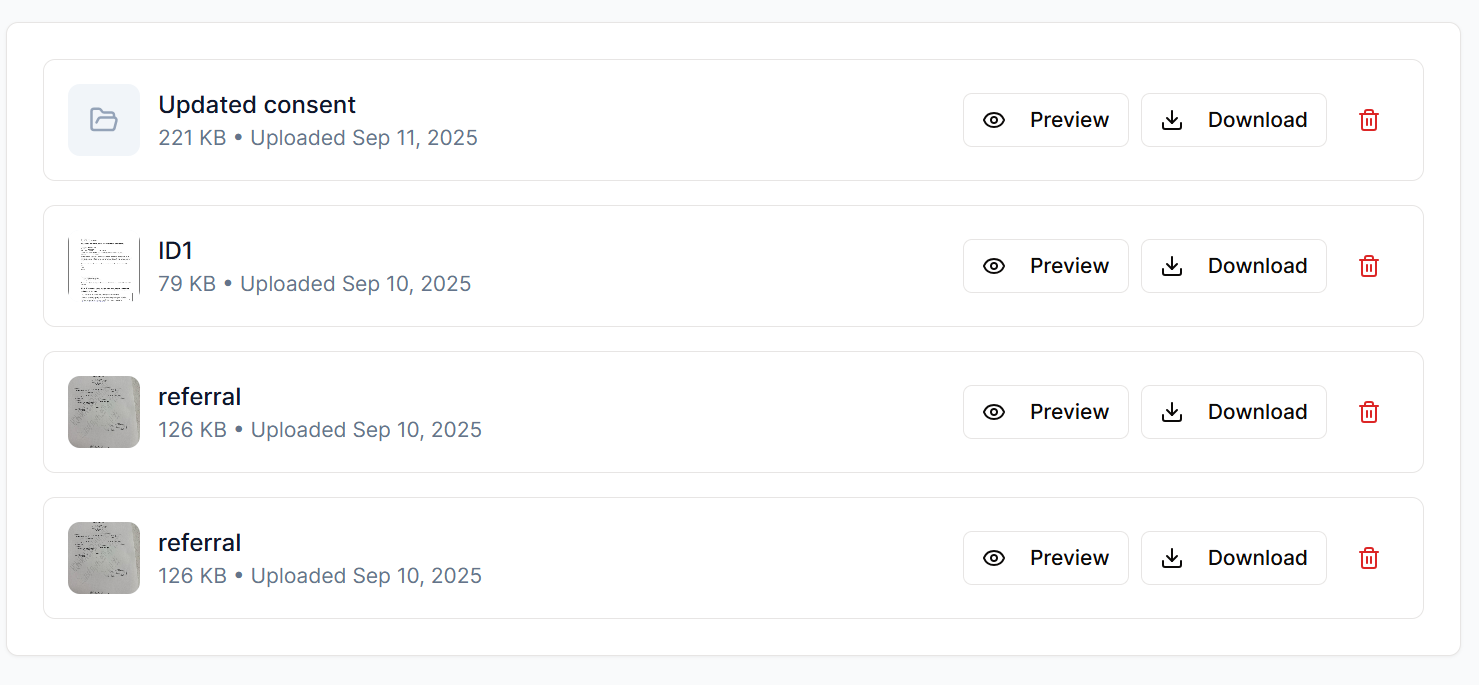 Updated consent
221 KB • Uploaded Sep 11, 2025
Preview
Download
ID1
79 KB • Uploaded Sep 10, 2025
Preview
Download
referral
126 KB • Uploaded Sep 10, 2025
Preview
Download
referral
126 KB • Uploaded Sep 10, 2025
Preview
Download